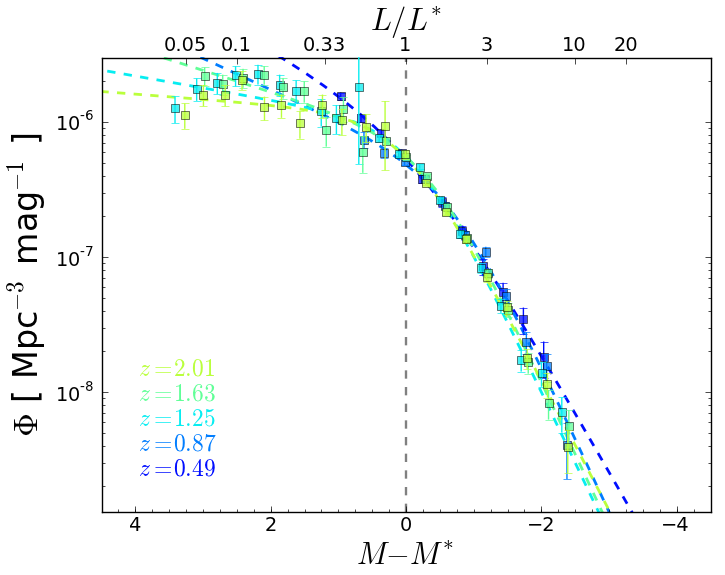 L/L*
0.05 0.1 0.33 1 3 10 20
Φ [ Mpc⁻³ mag⁻¹ ]
10⁻⁶
10⁻⁷
10⁻⁸
z=2.01
z=1.63
z=1.25
z=0.87
z=0.49
4 2 0 −2 −4
M−M*